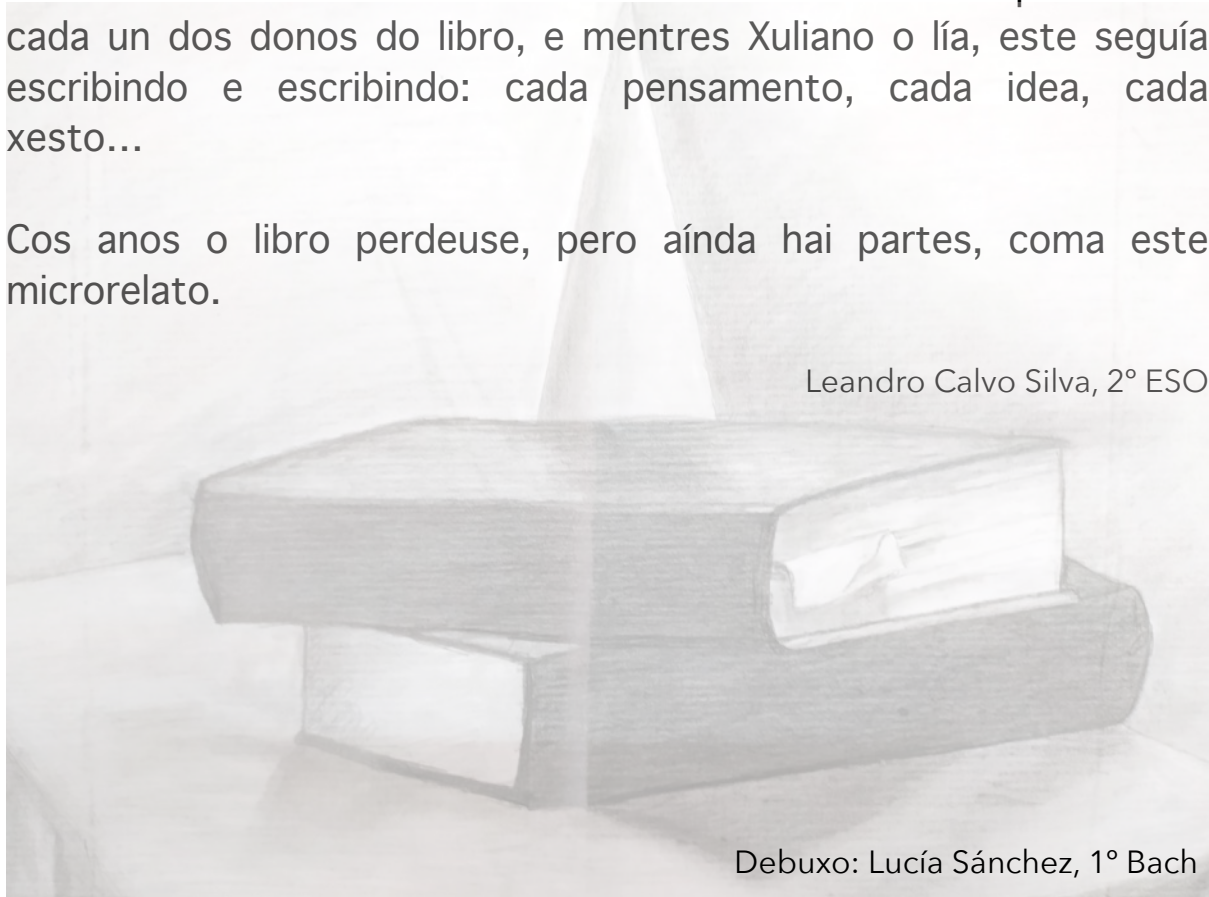 cada un dos donos do libro, e mentres Xuliano o lía, este seguía
escribindo e escribindo: cada pensamento, cada idea, cada
xesto...
Cos anos o libro perdeuse, pero aínda hai partes, coma este
microrelato.
Leandro Calvo Silva, 2º ESO
Debuxo: Lucía Sánchez, 1º Bach